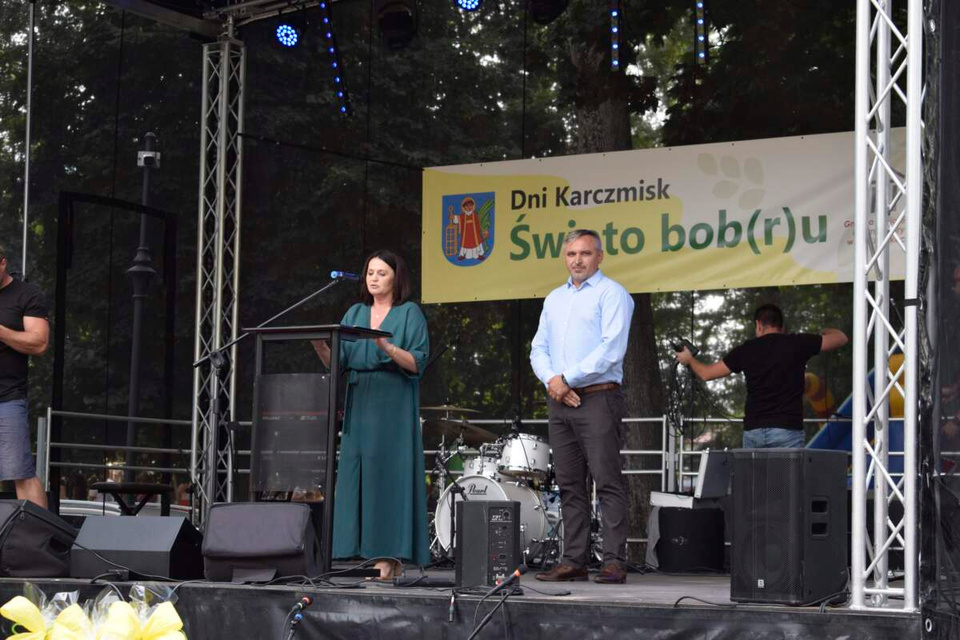 Dni Karczmisk
Święto bob(r)u
Pearl